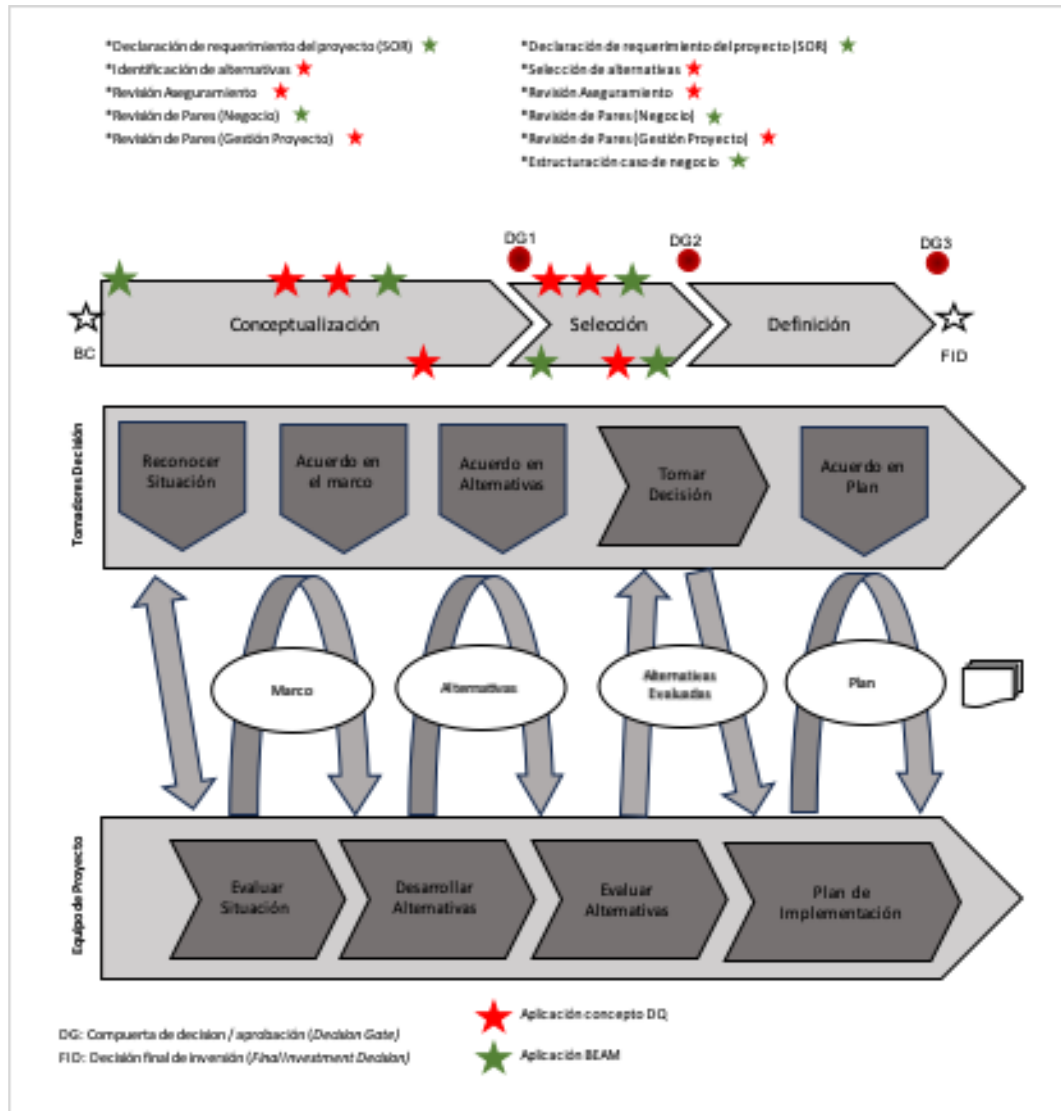 *Declaración de requerimiento del proyecto (SOR)
*Identificación de alternativas
*Revisión Aseguramiento
*Revisión de Pares (Negocio)
*Revisión de Pares (Gestión Proyecto)
*Declaración de requerimiento del proyecto (SOR)
*Selección de alternativas
*Revisión Aseguramiento
*Revisión de Pares (Negocio)
*Revisión de Pares (Gestión Proyecto)
*Estructuración caso de negocio
DG1
DG2
DG3
BC
Conceptualización
Selección
Definición
FID
Tomadores Decisión
Reconocer
Situación
Acuerdo en
el marco
Acuerdo en
Alternativas
Tomar
Decisión
Acuerdo en
Plan
Marco
Alternativas
Alternativas
Evaluadas
Plan
Equipo de Proyecto
Evaluar
Situación
Desarrollar
Alternativas
Evaluar
Alternativas
Plan de
Implementación
DG: Compuerta de decision / aprobación (Decision Gate)
FID: Decisión final de inversión (Final Investment Decision)
Aplicación concepto DQ
Aplicación BEAM